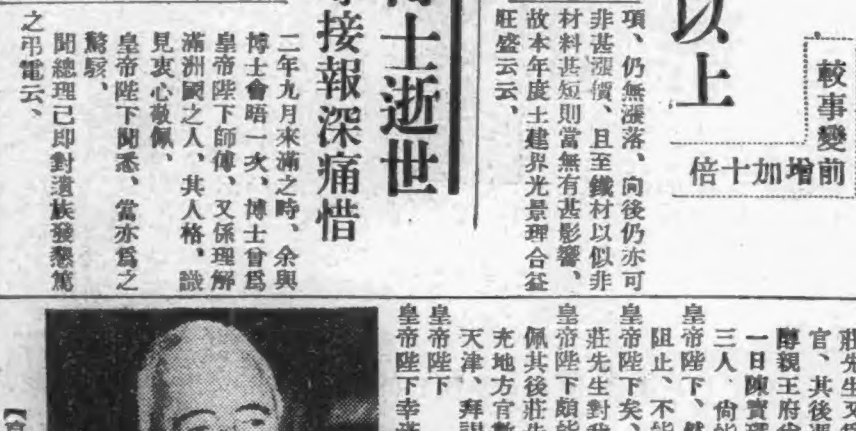 較事變前
增加十倍
以上
項、仍無漲落、向後仍亦可
非甚漲價、且至鐵材以似非
材料甚短則當無有甚影響、
故本年度土建界光景理合益
旺盛云云、
士逝世
接報深痛惜
二年九月來滿之時、余與
博士會晤一次、博士曾爲
皇帝陛下師傅、又係理解
滿洲國之人、其人格、識
見衷心敬佩、
皇帝陛下聞悉、當亦爲之
驚駭、
聞總理已卽對遺族發懇篤
之弔電云、
莊先生又
官、其後
醇親王府
一日陳寶
三人、尙
皇帝陛下、
阻止、不
皇帝陛下矣、
莊先生對
皇帝陛下頗
佩其後莊
充地方官
天津、拜
皇帝陛下
皇帝陛下幸